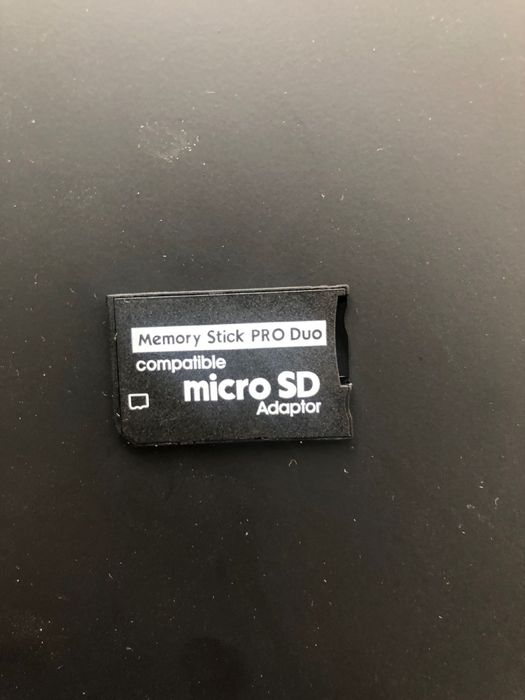 Memory Stick PRO Duo
compatible
micro SD
Adaptor